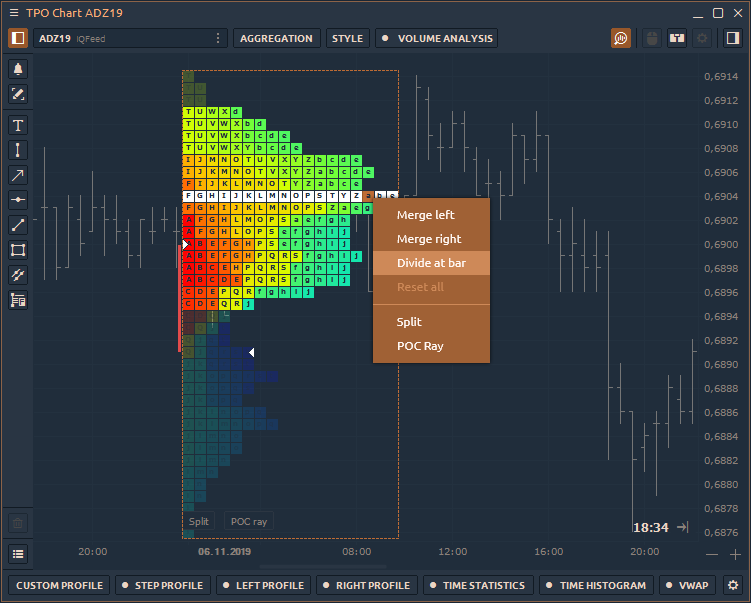 TPO Chart ADZ19
ADZ19 iQFeed AGGREGATION STYLE VOLUME ANALYSIS
0,6914
0,6912
0,6910
0,6908
0,6906
0,6904
0,6902
0,6900
0,6898
0,6896
0,6894
0,6892
0,6890
0,6888
0,6886
0,6884
0,6882
0,6880
0,6878
0,6876
T U W X d
T U V W X b d
T U V W X b c d e
T U V W X Y b c d e
I J M N O T U V X Y Z b c d e
I J M N O T U V W X Y Z a b c d e
F I J K L M N O T Y Z a b c e
F G H I J K L M N O P S T Y Z a b e
F G H I J K L M N O P S Z a e g
A F G H L M O P S a e f g h
A F G H L O P S e f g h i j
A B E F G H P S e f g h i j
A B E F G H P Q R S f g h i j
A B C E H P Q R S f g h i j
A B C D E P Q R S f g h i j
C D E P Q R f g h i j
C D E Q R j
Merge left
Merge right
Divide at bar
Reset all
Split
POC Ray
Split POC ray
18:34
20:00 06.11.2019 08:00 12:00 16:00 20:00
CUSTOM PROFILE STEP PROFILE LEFT PROFILE RIGHT PROFILE TIME STATISTICS TIME HISTOGRAM VWAP